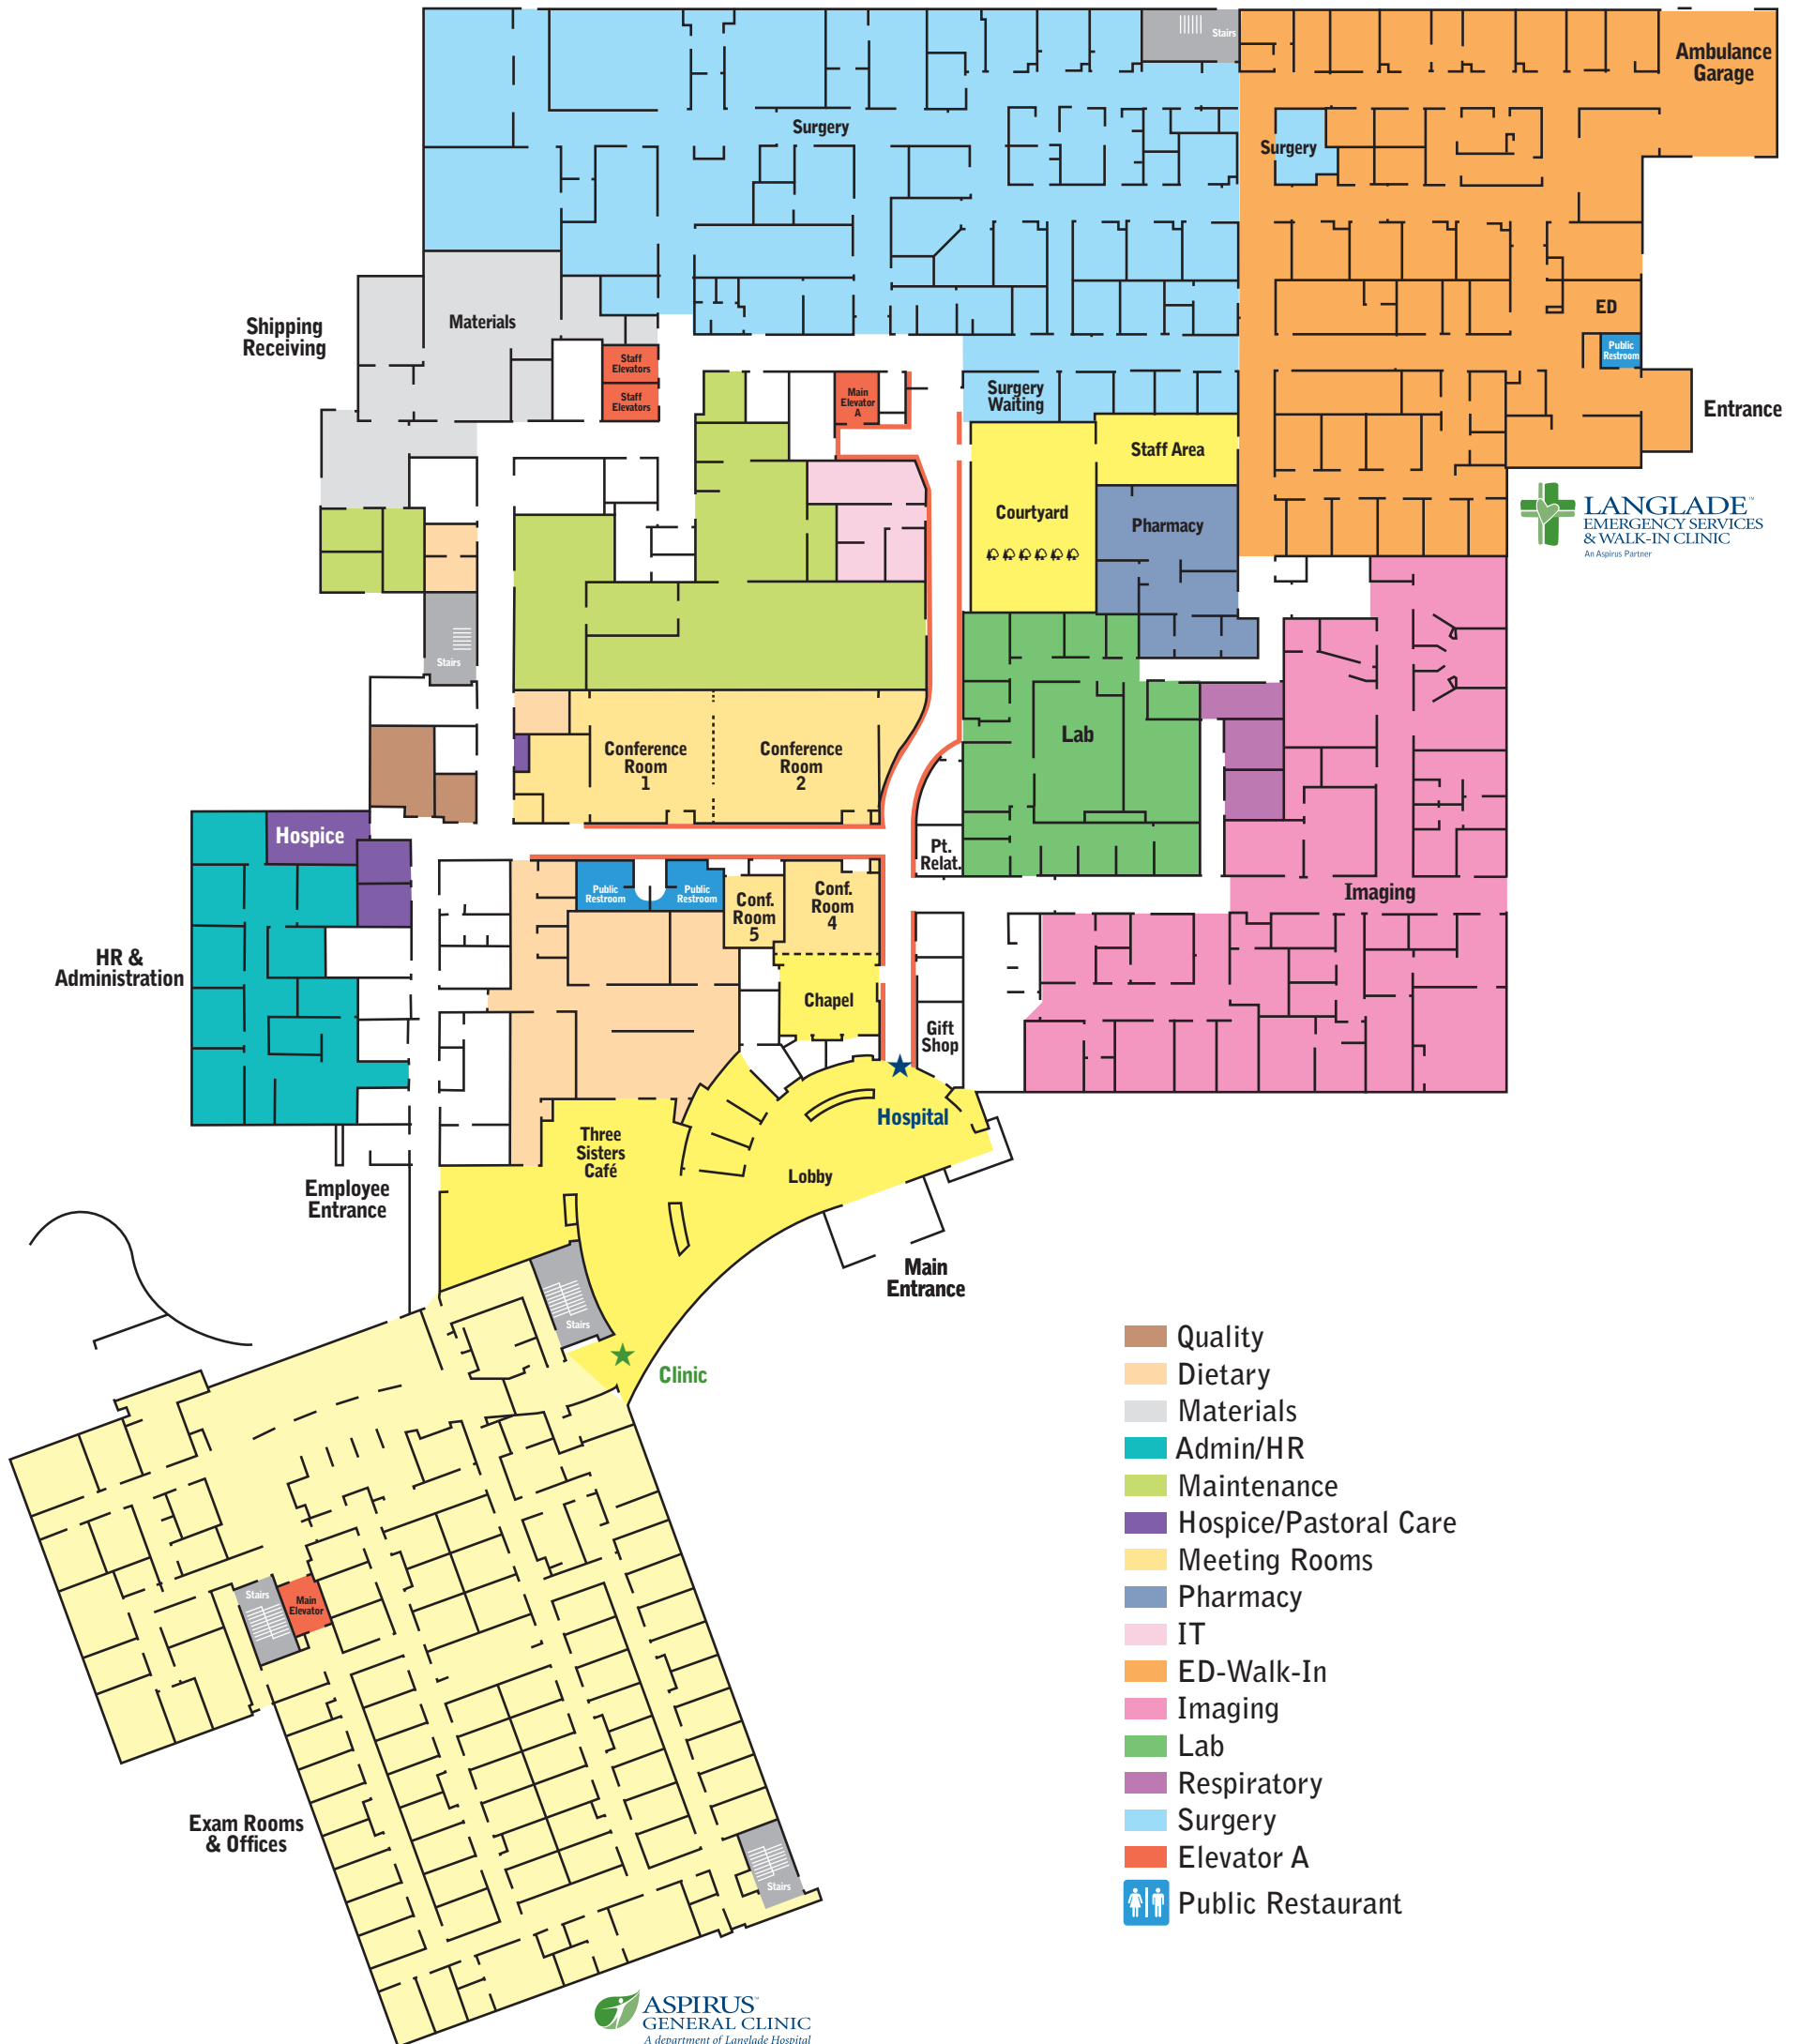 Stairs
Ambulance
Garage
Surgery
Surgery
Shipping
Receiving
Materials
ED
Public
Restroom
Staff
Elevators
Staff
Elevators
Main
Elevator
A
Surgery
Waiting
Entrance
Staff Area
Courtyard
Pharmacy
LANGLADE™
EMERGENCY SERVICES
& WALK-IN CLINIC
An Aspirus Partner
Stairs
Lab
Conference
Room
1
Conference
Room
2
Hospice
Pt.
Relat.
Public
Restroom
Public
Restroom
Conf.
Room
5
Conf.
Room
4
Imaging
HR &
Administration
Chapel
Gift
Shop
Hospital
Three
Sisters
Café
Lobby
Employee
Entrance
Main
Entrance
Stairs
Clinic
Quality
Dietary
Materials
Admin/HR
Maintenance
Hospice/Pastoral Care
Meeting Rooms
Pharmacy
IT
ED-Walk-In
Imaging
Lab
Respiratory
Surgery
Elevator A
Public Restaurant
Stairs
Main
Elevator
Exam Rooms
& Offices
Stairs
ASPIRUS™
GENERAL CLINIC
A department of Langlade Hospital